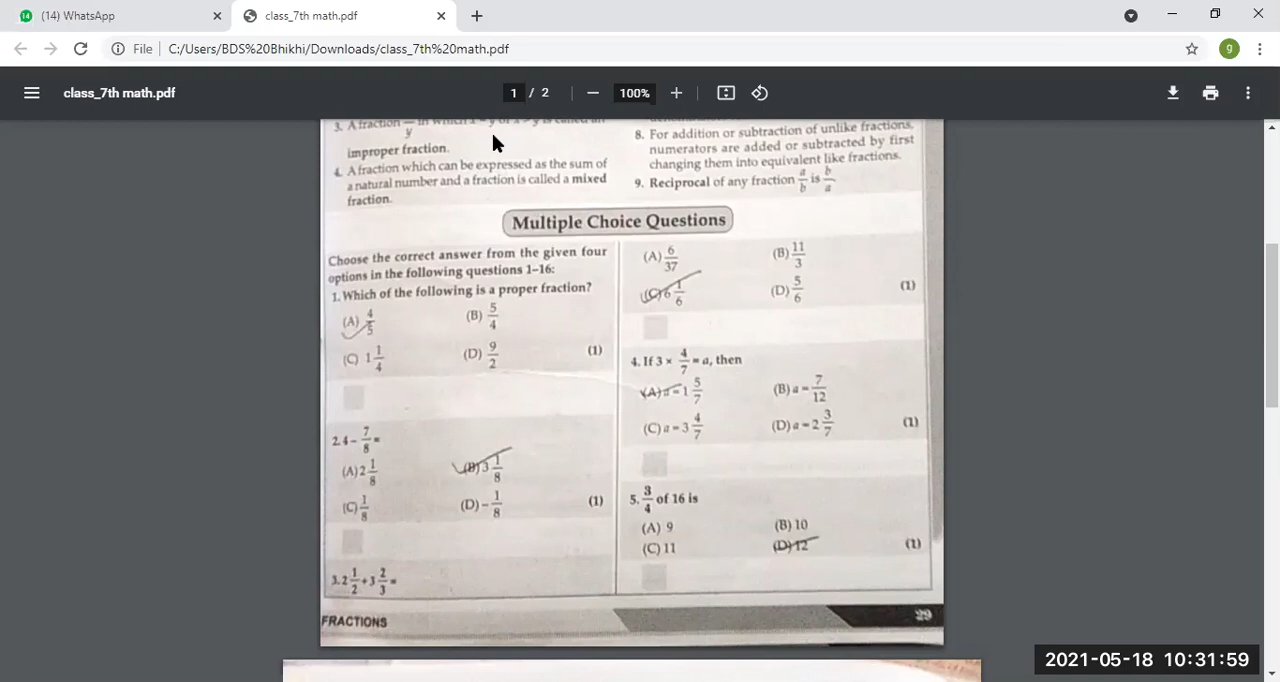 (14) WhatsApp
class_7th math.pdf
File
C:/Users/BDS%20Bhikhi/Downloads/class_7th%20math.pdf
9
class_7th math.pdf
1 / 2
100%
3. A fraction —/y in which x = y or x > y is called an
improper fraction.
4. A fraction which can be expressed as the sum of
a natural number and a fraction is called a mixed
fraction.
8. For addition or subtraction of unlike fractions,
numerators are added or subtracted by first
changing them into equivalent like fractions.
9. Reciprocal of any fraction a/b is b/a.
Multiple Choice Questions
Choose the correct answer from the given four
options in the following questions 1-16:
1. Which of the following is a proper fraction?
(A) 4/5 (B) 5/4
(C) 1 1/4 (D) 9/2 (1)
2. 4 - 7/8 =
(A) 2 1/8 (B) 3 1/8
(C) 1/8 (D) - 1/8 (1)
3. 2 1/2 + 3 2/3 =
(A) 6/37 (B) 11/3
(C) 6 1/6 (D) 5/6 (1)
4. If 3 × 4/7 = a, then
(A) a = 1 5/7 (B) a = 7/12
(C) a = 3 4/7 (D) a = 2 3/7 (1)
5. 3/4 of 16 is
(A) 9 (B) 10
(C) 11 (D) 12 (1)
FRACTIONS
29
2021-05-18 10:31:59